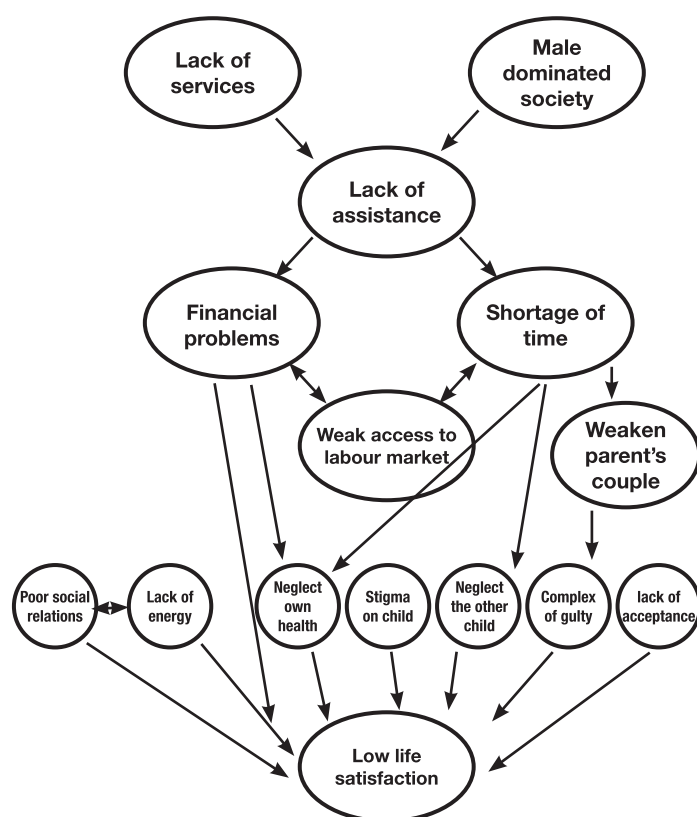 Lack of
services
Male
dominated
society
Lack of
assistance
Financial
problems
Shortage of
time
Weak access to
labour market
Weaken
parent's
couple
Poor social
relations
Lack of
energy
Neglect
own
health
Stigma
on child
Neglect
the other
child
Complex
of gulty
lack of
acceptance
Low life
satisfaction